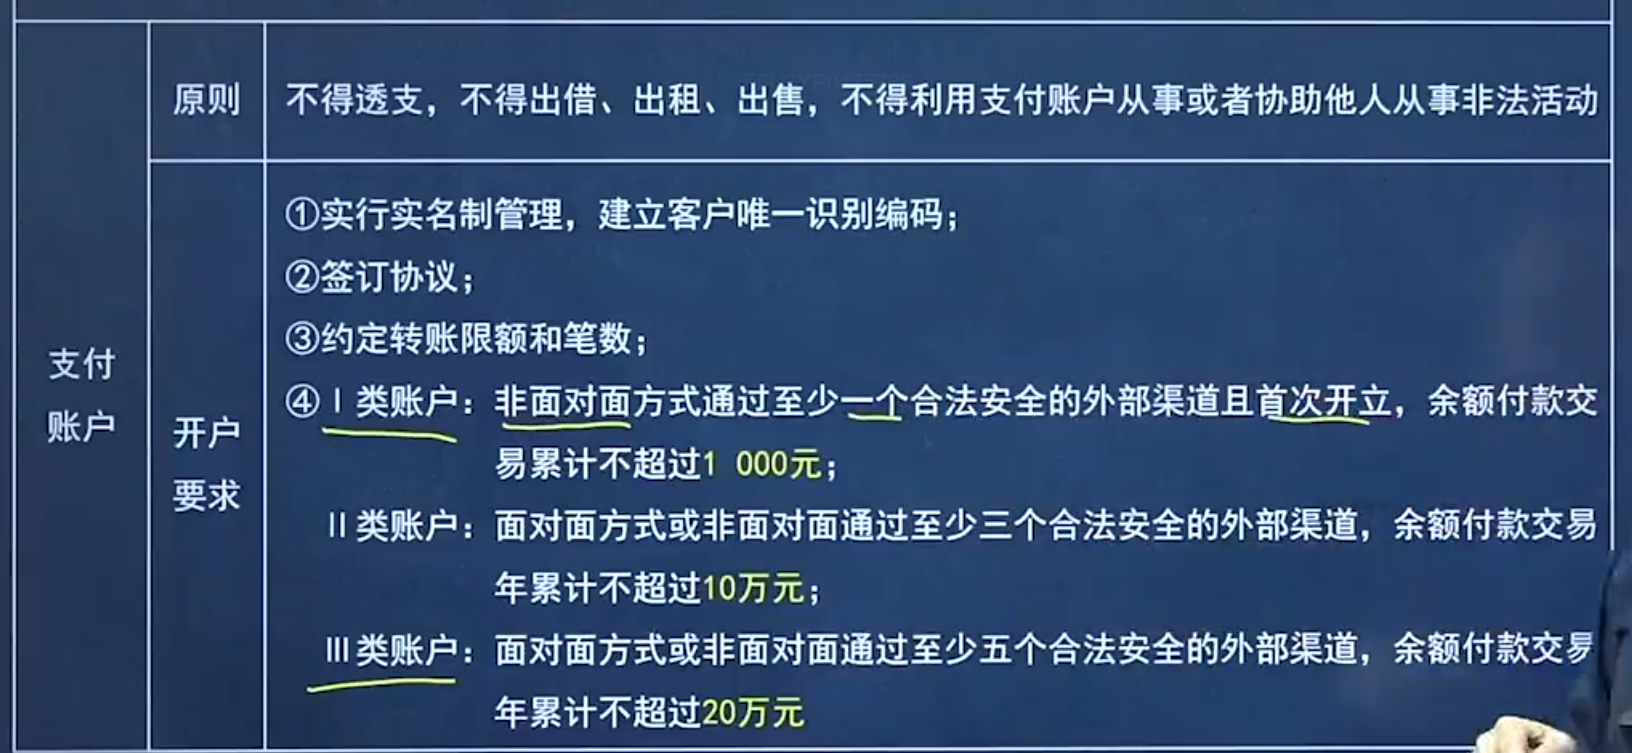 原则
不得透支，不得出借、出租、出售，不得利用支付账户从事或者协助他人从事非法活动
支付
账户
开户
要求
①实行实名制管理，建立客户唯一识别编码；
②签订协议；
③约定转账限额和笔数；
④Ⅰ类账户：非面对面方式通过至少一个合法安全的外部渠道且首次开立，余额付款交
易累计不超过1 000元；
Ⅱ类账户：面对面方式或非面对面通过至少三个合法安全的外部渠道，余额付款交易
年累计不超过10万元；
Ⅲ类账户：面对面方式或非面对面通过至少五个合法安全的外部渠道，余额付款交易
年累计不超过20万元